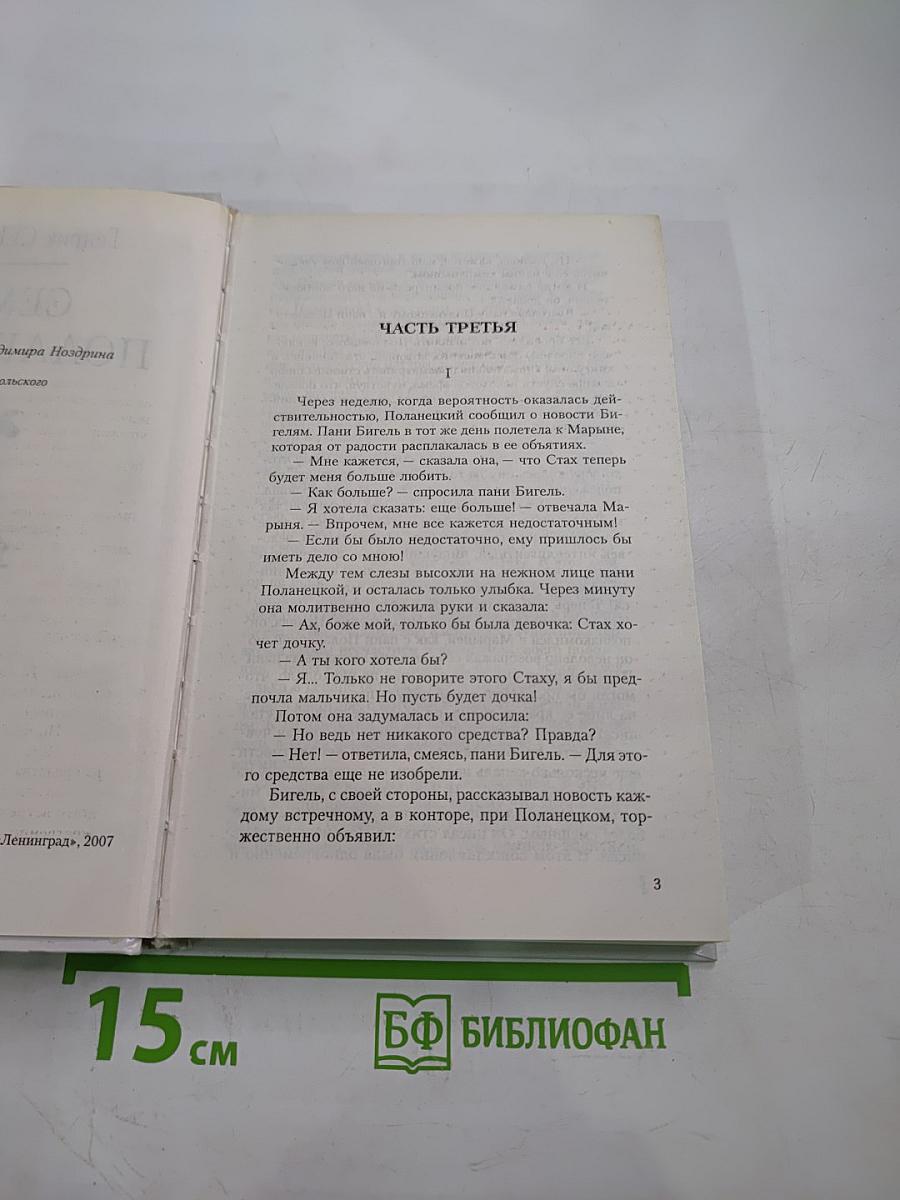 димира Ноздрина
ольского
Ленинград», 2007
ЧАСТЬ ТРЕТЬЯ
I
Через неделю, когда вероятность оказалась дей-
ствительностью, Поланецкий сообщил о новости Би-
гелям. Пани Бигель в тот же день полетела к Марыне,
которая от радости расплакалась в ее объятиях.
— Мне кажется, — сказала она, — что Стах теперь
будет меня больше любить.
— Как больше? — спросила пани Бигель.
— Я хотела сказать: еще больше! — отвечала Ма-
рыня. — Впрочем, мне все кажется недостаточным!
— Если бы было недостаточно, ему пришлось бы
иметь дело со мною!
Между тем слезы высохли на нежном лице пани
Поланецкой, и осталась только улыбка. Через минуту
она молитвенно сложила руки и сказала:
— Ах, боже мой, только бы была девочка: Стах хо-
чет дочку.
— А ты кого хотела бы?
— Я... Только не говорите этого Стаху, я бы пред-
почла мальчика. Но пусть будет дочка!
Потом она задумалась и спросила:
— Но ведь нет никакого средства? Правда?
— Нет! — ответила, смеясь, пани Бигель. — Для это-
го средства еще не изобрели.
Бигель, с своей стороны, рассказывал новость каж-
дому встречному, а в конторе, при Поланецком, тор-
жественно объявил:
3
15 см
БФ БИБЛИОФАН